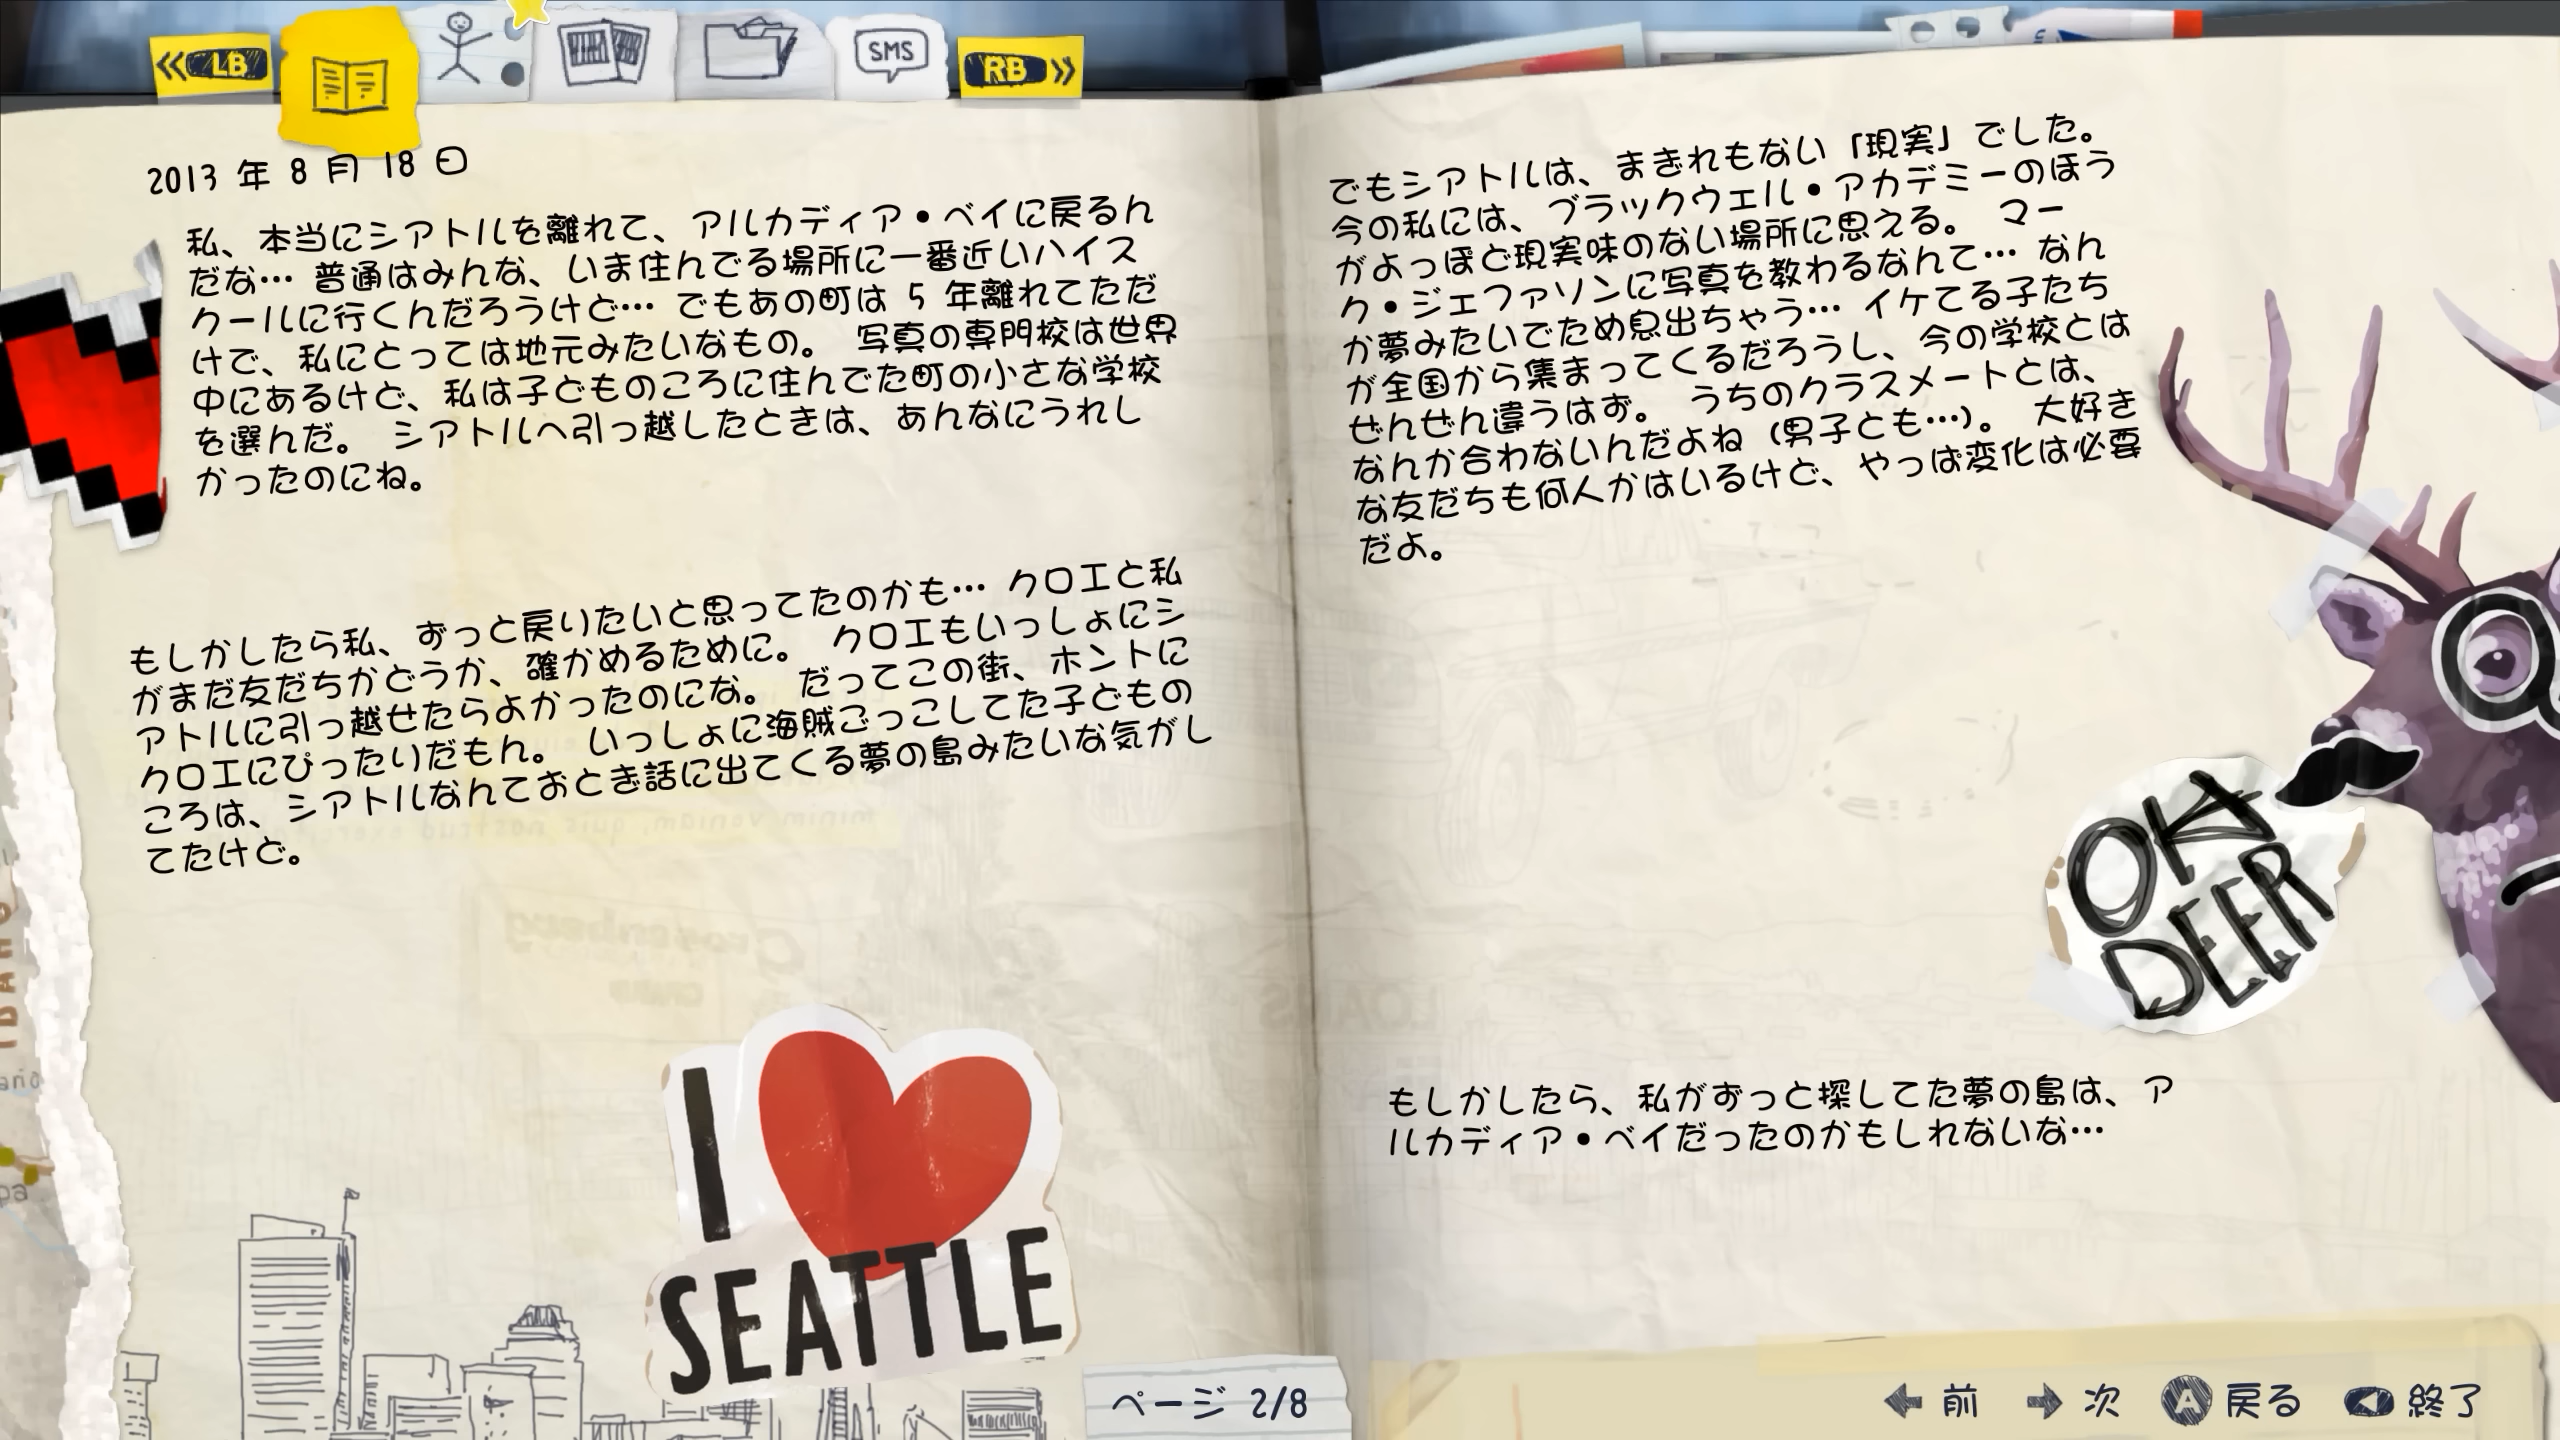 LB
SMS
RB
2013 年 8 月 18 日
私、本当にシアトルを離れて、アルカディア・ベイに戻るん
だな… 普通はみんな、いま住んでる場所に一番近いハイス
クールに行くんだろうけど… でもあの町は 5 年離れてただ
けで、私にとっては地元みたいなもの。 写真の専門校は世界
中にあるけど、私は子どものころに住んでた町の小さな学校
を選んだ。 シアトルへ引っ越したときは、あんなにうれし
かったのにね。
もしかしたら私、ずっと戻りたいと思ってたのかも… クロエと私
がまだ友だちかどうか、確かめるために。 クロエもいっしょにシ
アトルに引っ越せたらよかったのにな。 だってこの街、ホントに
クロエにぴったりだもん。 いっしょに海賊ごっこしてた子どもの
ころは、シアトルなんておとぎ話に出てくる夢の島みたいな気がし
てたけど。
I
SEATTLE
でもシアトルは、まぎれもない「現実」でした。
今の私には、ブラックウェル・アカデミーのほう
がよっぽど現実味のない場所に思える。 マー
ク・ジェファソンに写真を教わるなんて… なん
か夢みたいでため息出ちゃう… イケてる子たち
が全国から集まってくるだろうし、今の学校とは
ぜんぜん違うはず。 うちのクラスメートとは、
なんか合わないんだよね（男子とも…）。 大好き
な友だちも何人かはいるけど、やっぱ変化は必要
だよ。
OK
DEER
もしかしたら、私がずっと探してた夢の島は、ア
ルカディア・ベイだったのかもしれないな…
ページ 2/8
前 次 A 戻る 終了